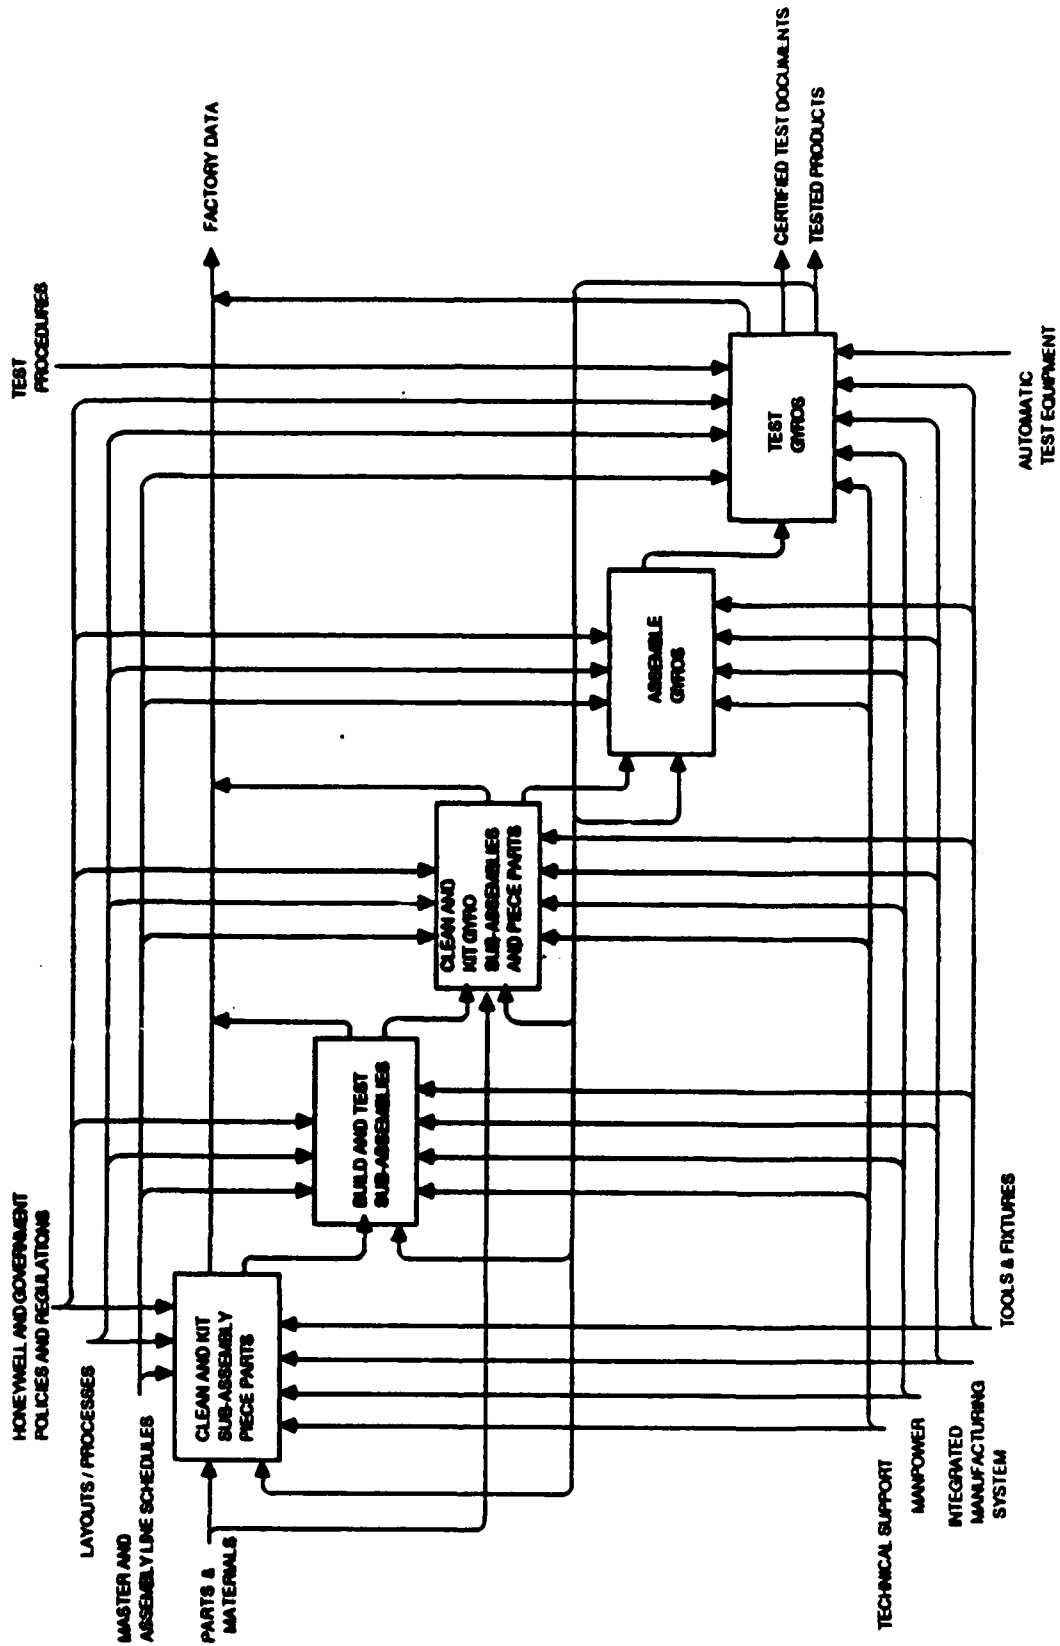 HONEYWELL AND GOVERNMENT
POLICIES AND REGULATIONS
LAYOUTS / PROCESSES
MASTER AND
ASSEMBLY LINE SCHEDULES
PARTS &
MATERIALS
TEST
PROCEDURES
FACTORY DATA
CLEAN AND KIT
SUB-ASSEMBLY
PIECE PARTS
BUILD AND TEST
SUB-ASSEMBLIES
CLEAN AND
KIT GYRO
SUB-ASSEMBLIES
AND PIECE PARTS
ASSEMBLE
GYROS
TEST
GYROS
CERTIFIED TEST DOCUMENTS
TESTED PRODUCTS
TECHNICAL SUPPORT
MANPOWER
INTEGRATED
MANUFACTURING
SYSTEM
TOOLS & FIXTURES
AUTOMATIC
TEST EQUIPMENT